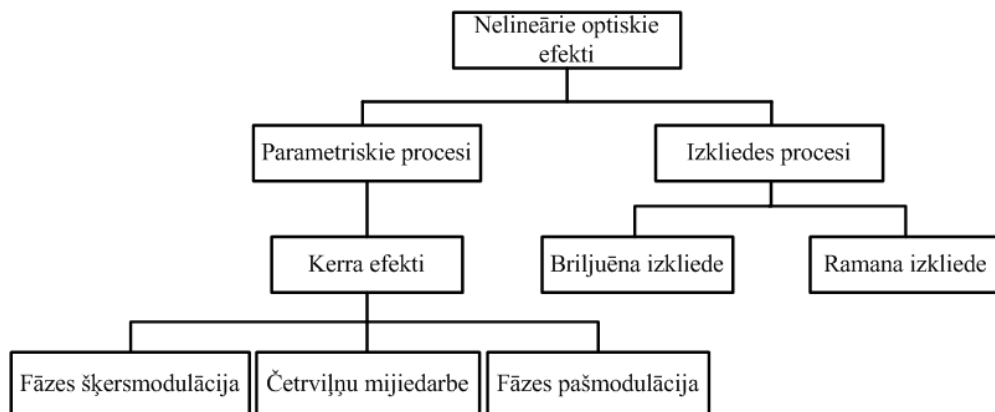 Nelineārie optiskie
efekti
Parametriskie procesi
Izkliedes procesi
Kerra efekti
Briljuēna izkliede
Ramana izkliede
Fāzes šķersmodulācija
Četrviļņu mijiedarbe
Fāzes pašmodulācija